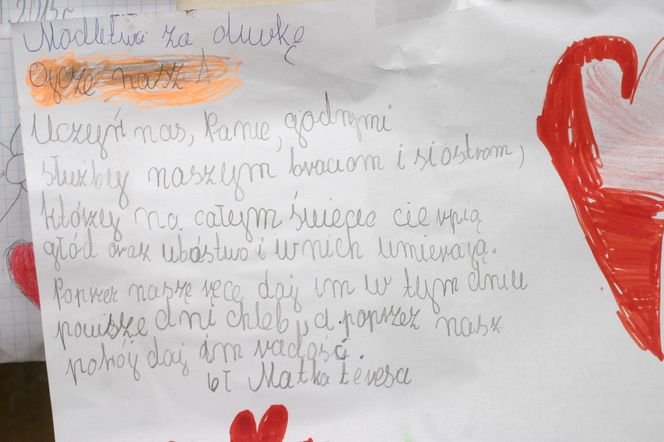 2015r
Modlitwa za diwkę
Ojcze nasz!
Uczyń nas, Panie, godnymi
służby naszym braciom i siostrom,
którzy na całym świecie cierpią
głód oraz ubóstwo i w nich umierają.
Poprzez nasze ręce daj im w tym dniu
powszedni chleb, a poprzez nasz
pokój daj im radość.
bł Matka Teresa